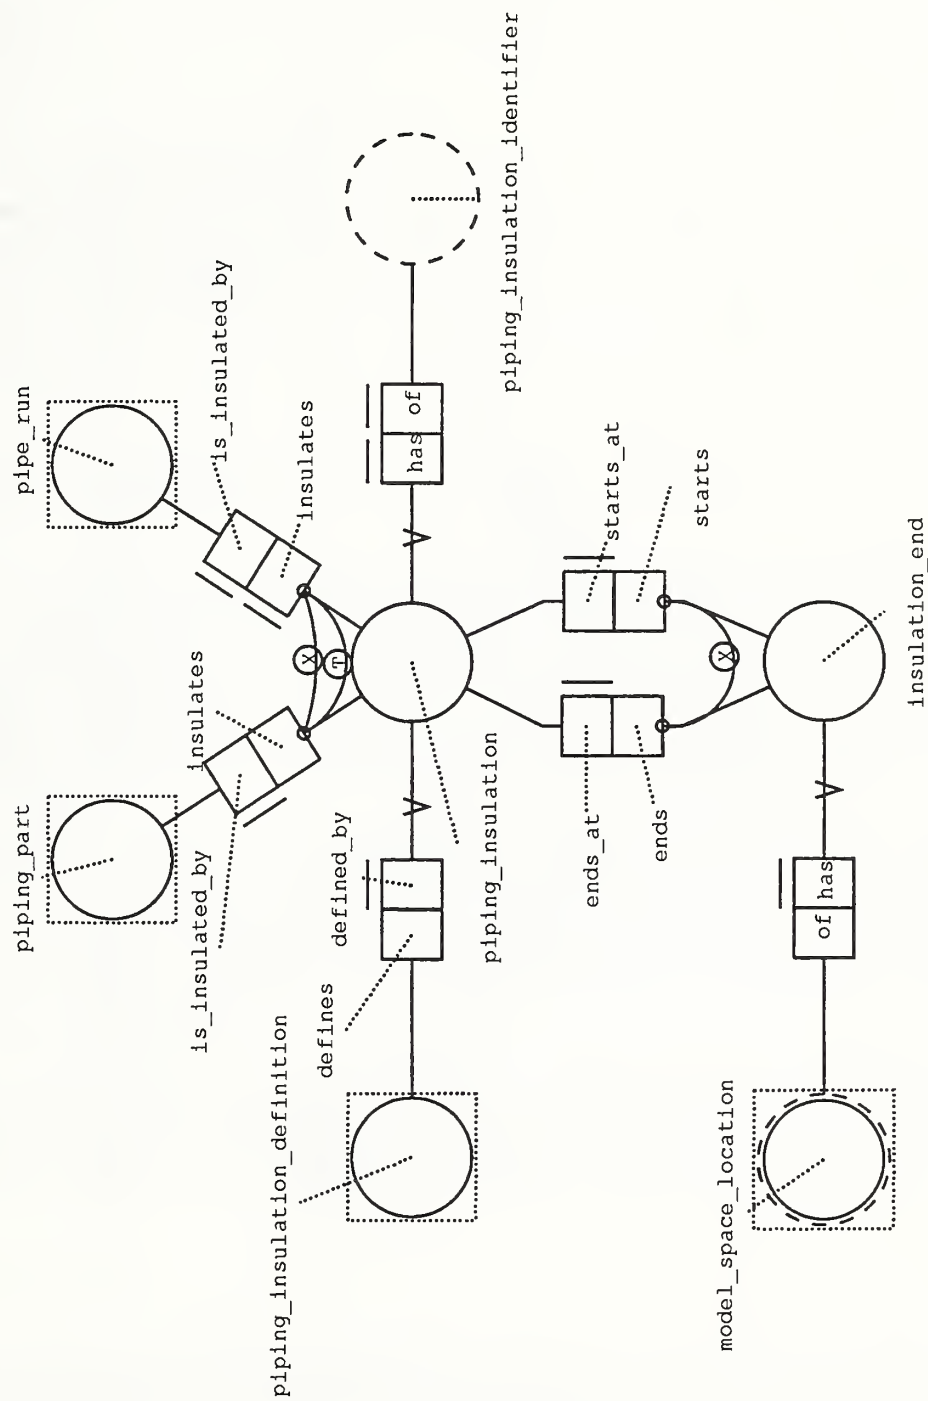 piping_part
pipe_run
is_insulated_by
insulates
is_insulated_by
insulates
piping_insulation_definition
X
T
defines
defined_by
has of
piping_insulation
piping_insulation_identifier
ends_at
starts_at
ends
starts
model_space_location
X
of has
insulation_end